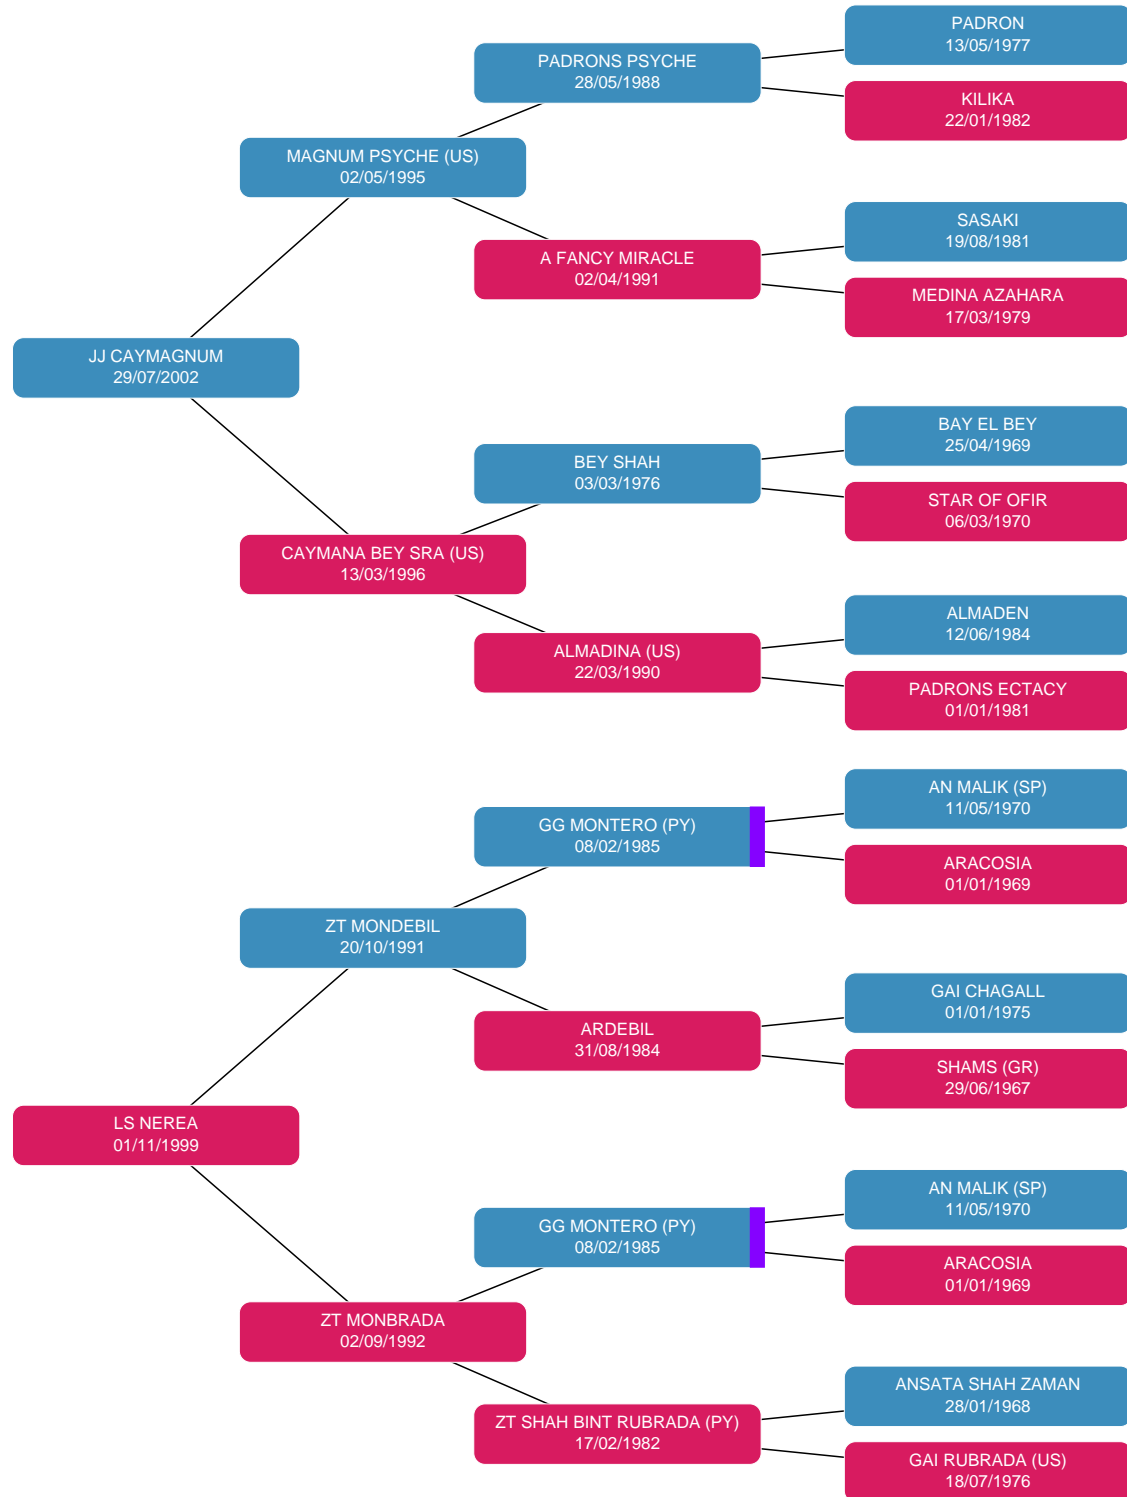 PADRON
13/05/1977
PADRONS PSYCHE
28/05/1988
KILIKA
22/01/1982
MAGNUM PSYCHE (US)
02/05/1995
SASAKI
19/08/1981
A FANCY MIRACLE
02/04/1991
MEDINA AZAHARA
17/03/1979
JJ CAYMAGNUM
29/07/2002
BAY EL BEY
25/04/1969
BEY SHAH
03/03/1976
STAR OF OFIR
06/03/1970
CAYMANA BEY SRA (US)
13/03/1996
ALMADEN
12/06/1984
ALMADINA (US)
22/03/1990
PADRONS ECTACY
01/01/1981
AN MALIK (SP)
11/05/1970
GG MONTERO (PY)
08/02/1985
ARACOSIA
01/01/1969
ZT MONDEBIL
20/10/1991
GAI CHAGALL
01/01/1975
ARDEBIL
31/08/1984
SHAMS (GR)
29/06/1967
LS NEREA
01/11/1999
AN MALIK (SP)
11/05/1970
GG MONTERO (PY)
08/02/1985
ARACOSIA
01/01/1969
ZT MONBRADA
02/09/1992
ANSATA SHAH ZAMAN
28/01/1968
ZT SHAH BINT RUBRADA (PY)
17/02/1982
GAI RUBRADA (US)
18/07/1976